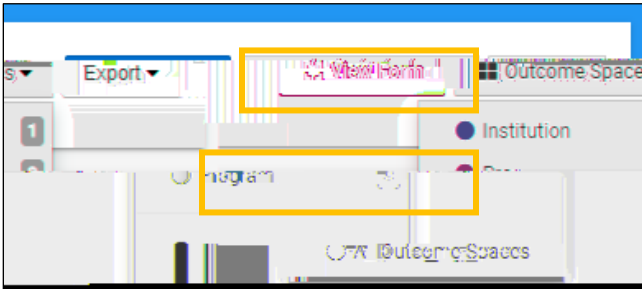 Export View Form Outcome Space
1 Institution
Program
Outcome Spaces